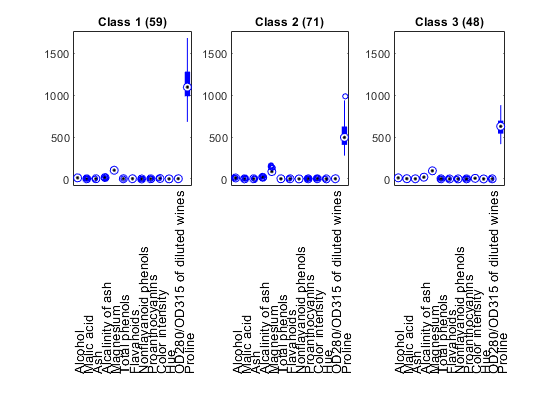 Class 1 (59)
Class 2 (71)
Class 3 (48)
1500
1000
500
0
1500
1000
500
0
1500
1000
500
0
Alcohol
Malic acid
Ash
Alcalinity of ash
Magnesium
Total phenols
Flavanoids
Nonflavanoid phenols
Proanthocyanins
Color intensity
Hue
OD280/OD315 of diluted wines
Proline
Alcohol
Malic acid
Ash
Alcalinity of ash
Magnesium
Total phenols
Flavanoids
Nonflavanoid phenols
Proanthocyanins
Color intensity
Hue
OD280/OD315 of diluted wines
Proline
Alcohol
Malic acid
Ash
Alcalinity of ash
Magnesium
Total phenols
Flavanoids
Nonflavanoid phenols
Proanthocyanins
Color intensity
Hue
OD280/OD315 of diluted wines
Proline